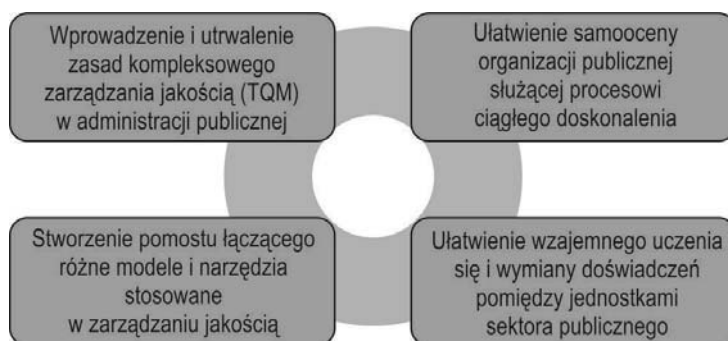 Wprowadzenie i utrwalenie
zasad kompleksowego
zarządzania jakością (TQM)
w administracji publicznej
Ułatwienie samooceny
organizacji publicznej
służącej procesowi
ciągłego doskonalenia
Stworzenie pomostu łączącego
różne modele i narzędzia
stosowane
w zarządzaniu jakością
Ułatwienie wzajemnego uczenia
się i wymiany doświadczeń
pomiędzy jednostkami
sektora publicznego